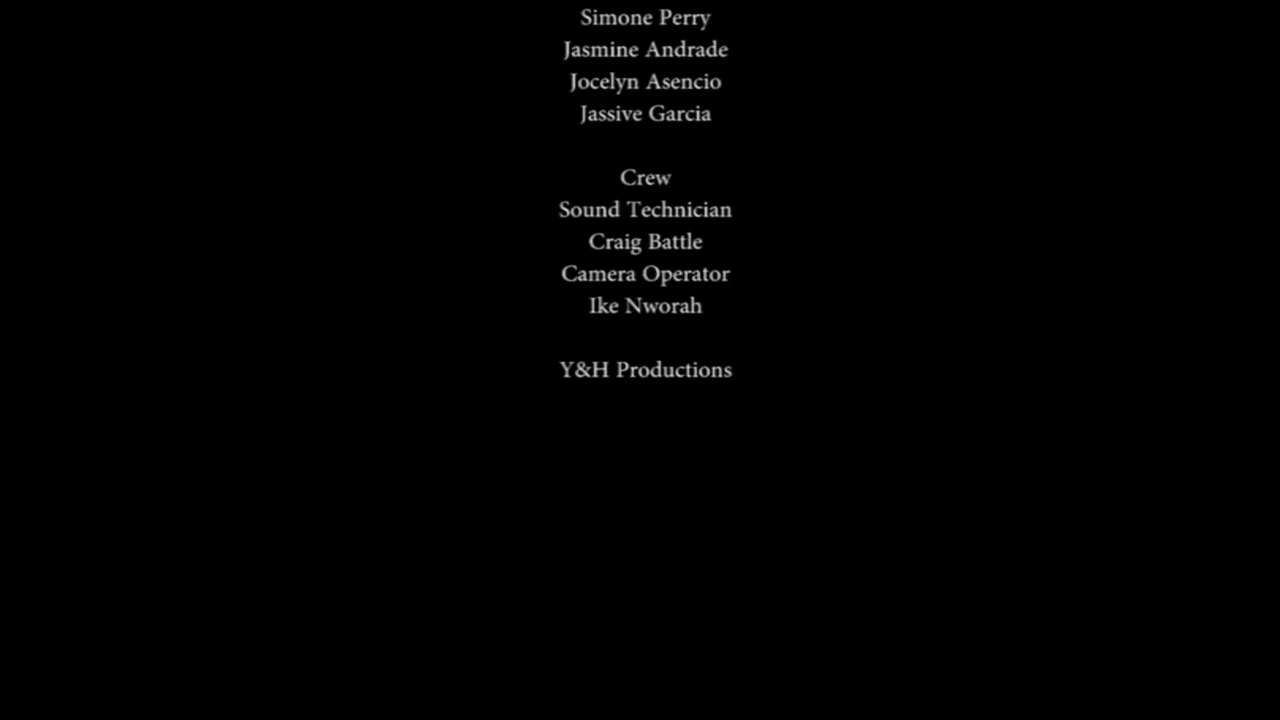 Simone Perry
Jasmine Andrade
Jocelyn Asencio
Jassive Garcia
Crew
Sound Technician
Craig Battle
Camera Operator
Ike Nworah
Y&H Productions